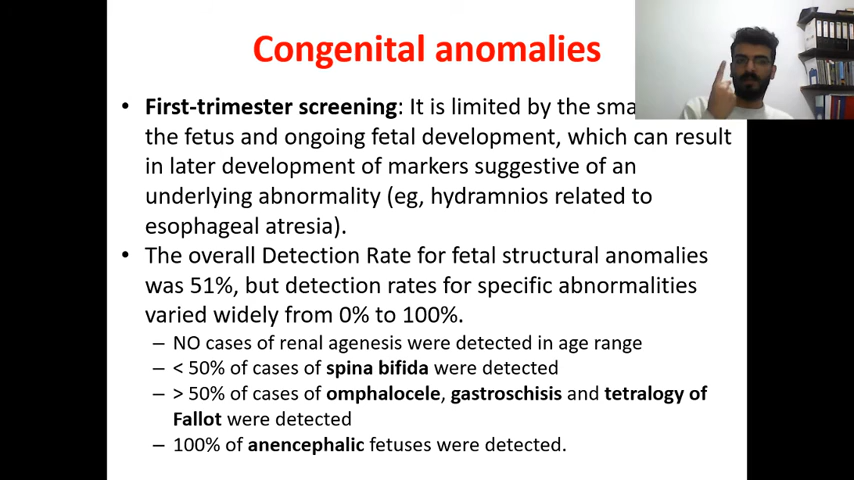 Congenital anomalies
• First-trimester screening: It is limited by the
the fetus and ongoing fetal development, which can result
in later development of markers suggestive of an
underlying abnormality (eg, hydramnios related to
esophageal atresia).
• The overall Detection Rate for fetal structural anomalies
was 51%, but detection rates for specific abnormalities
varied widely from 0% to 100%.
– NO cases of renal agenesis were detected in age range
– < 50% of cases of spina bifida were detected
– > 50% of cases of omphalocele, gastroschisis and tetralogy of
Fallot were detected
– 100% of anencephalic fetuses were detected.